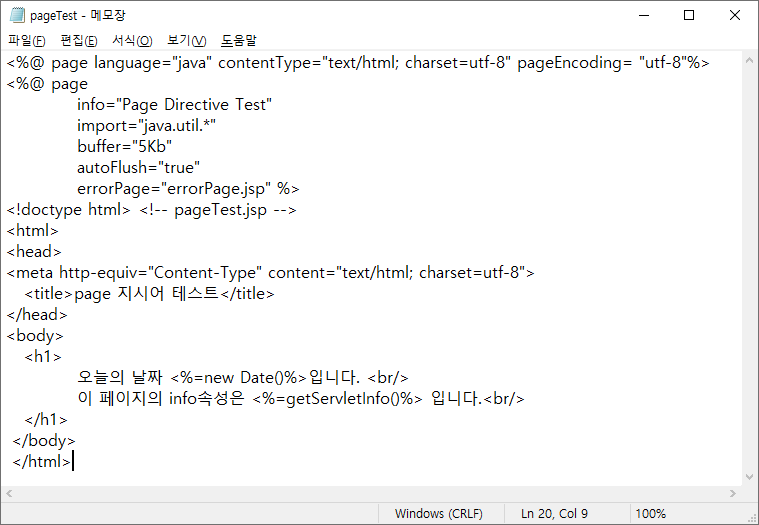 pageTest - 메모장
파일(F) 편집(E) 서식(O) 보기(V) 도움말
<%@ page language="java" contentType="text/html; charset=utf-8" pageEncoding= "utf-8"%>
<%@ page
info="Page Directive Test"
import="java.util.*"
buffer="5Kb"
autoFlush="true"
errorPage="errorPage.jsp" %>
<!doctype html> <!-- pageTest.jsp -->
<html>
<head>
<meta http-equiv="Content-Type" content="text/html; charset=utf-8">
<title>page 지시어 테스트</title>
</head>
<body>
<h1>
오늘의 날짜 <%=new Date()%>입니다. <br/>
이 페이지의 info속성은 <%=getServletInfo()%> 입니다.<br/>
</h1>
</body>
</html>
Windows (CRLF) Ln 20, Col 9 100%